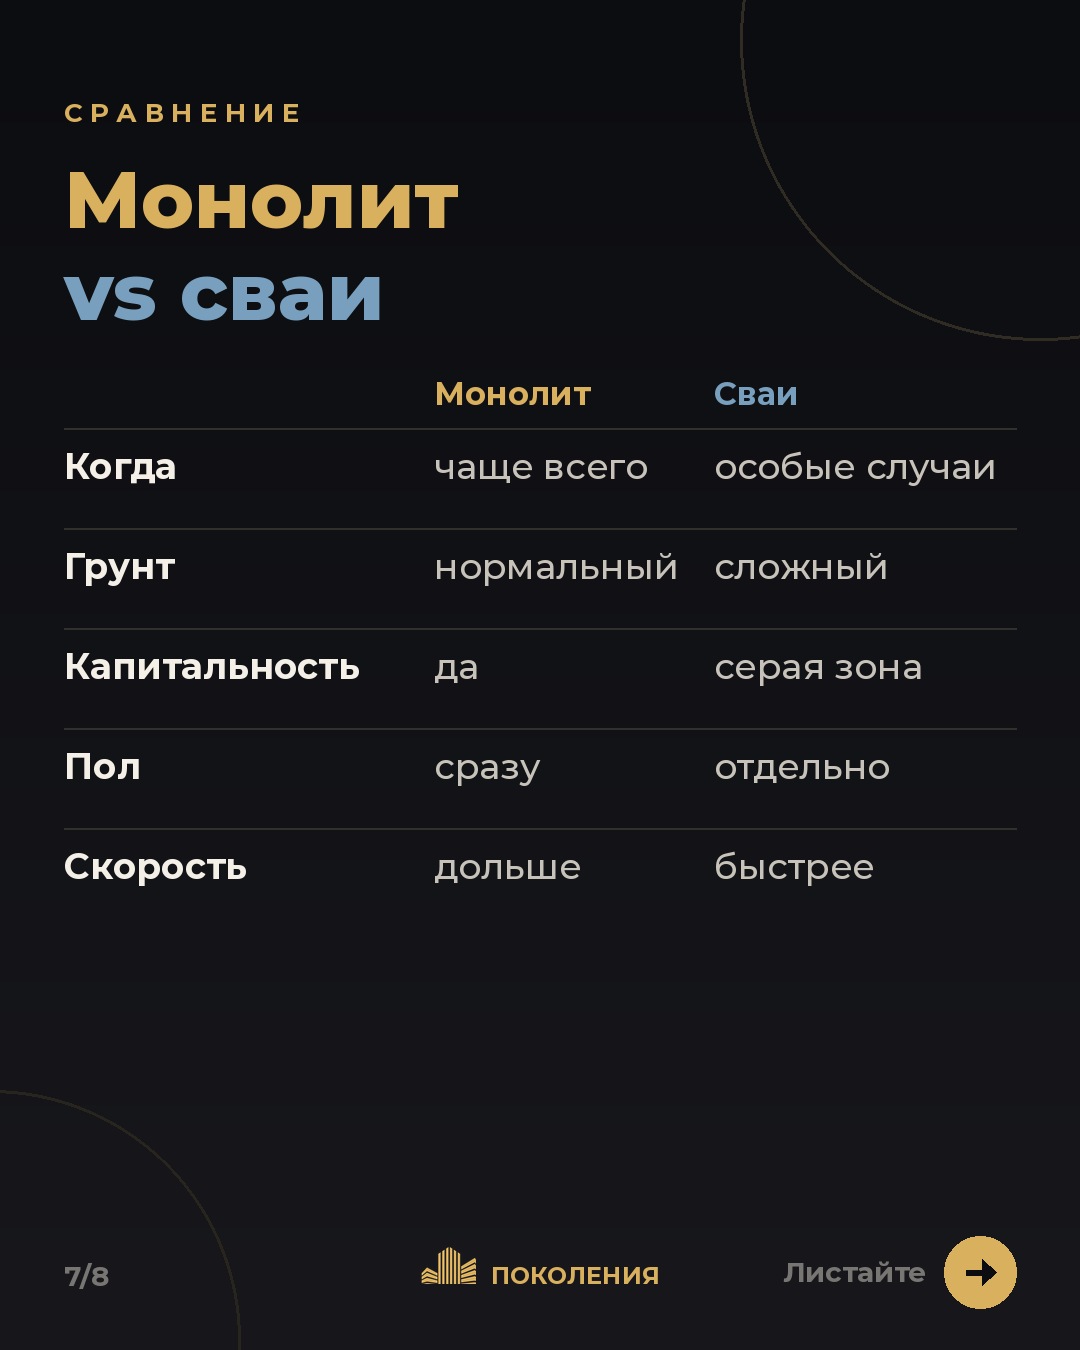 СРАВНЕНИЕ
Монолит
vs сваи
Монолит Сваи
Когда чаще всего особые случаи
Грунт нормальный сложный
Капитальность да серая зона
Пол сразу отдельно
Скорость дольше быстрее
7/8 ПОКОЛЕНИЯ Листайте